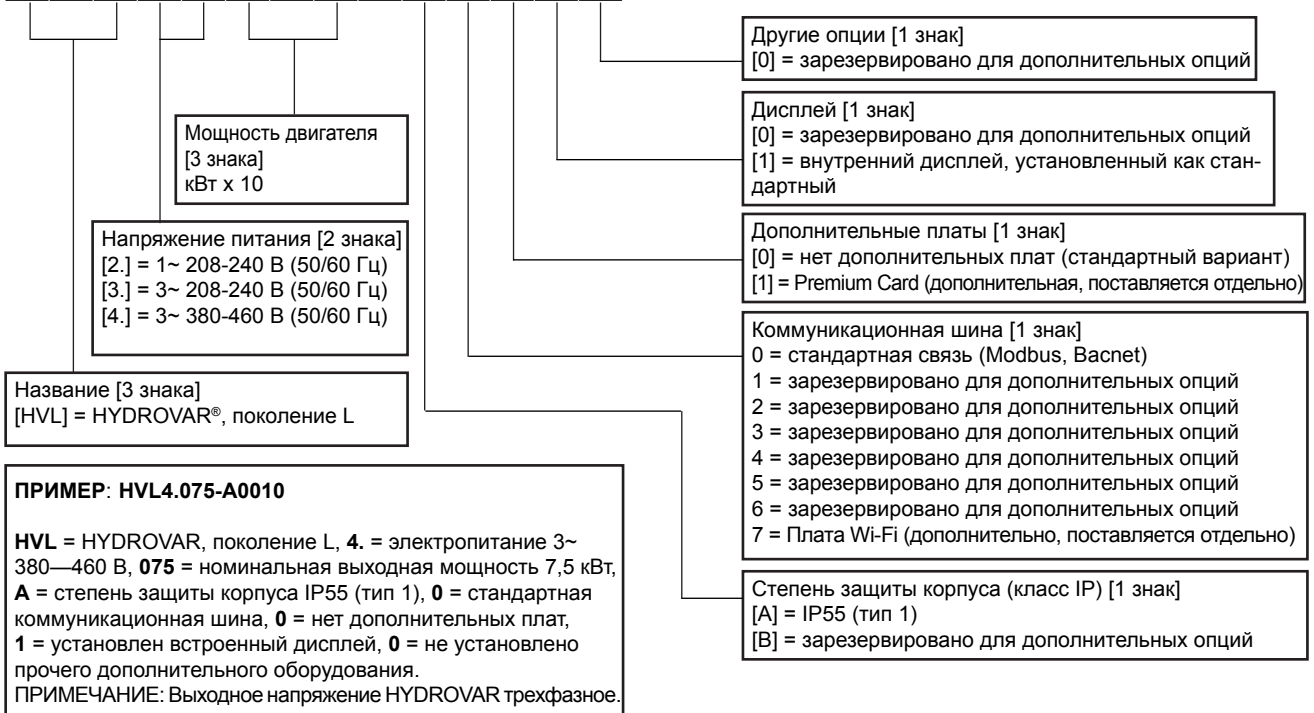 Мощность двигателя
[3 знака]
кВт x 10
Напряжение питания [2 знака]
[2.] = 1~ 208-240 В (50/60 Гц)
[3.] = 3~ 208-240 В (50/60 Гц)
[4.] = 3~ 380-460 В (50/60 Гц)
Название [3 знака]
[HVL] = HYDROVAR®, поколение L
ПРИМЕР: HVL4.075-A0010
HVL = HYDROVAR, поколение L, 4. = электропитание 3~
380—460 В, 075 = номинальная выходная мощность 7,5 кВт,
A = степень защиты корпуса IP55 (тип 1), 0 = стандартная
коммуникационная шина, 0 = нет дополнительных плат,
1 = установлен встроенный дисплей, 0 = не установлено
прочего дополнительного оборудования.
ПРИМЕЧАНИЕ: Выходное напряжение HYDROVAR трехфазное.
Другие опции [1 знак]
[0] = зарезервировано для дополнительных опций
Дисплей [1 знак]
[0] = зарезервировано для дополнительных опций
[1] = внутренний дисплей, установленный как стан-
дартный
Дополнительные платы [1 знак]
[0] = нет дополнительных плат (стандартный вариант)
[1] = Premium Card (дополнительная, поставляется отдельно)
Коммуникационная шина [1 знак]
0 = стандартная связь (Modbus, Bacnet)
1 = зарезервировано для дополнительных опций
2 = зарезервировано для дополнительных опций
3 = зарезервировано для дополнительных опций
4 = зарезервировано для дополнительных опций
5 = зарезервировано для дополнительных опций
6 = зарезервировано для дополнительных опций
7 = Плата Wi-Fi (дополнительно, поставляется отдельно)
Степень защиты корпуса (класс IP) [1 знак]
[A] = IP55 (тип 1)
[B] = зарезервировано для дополнительных опций